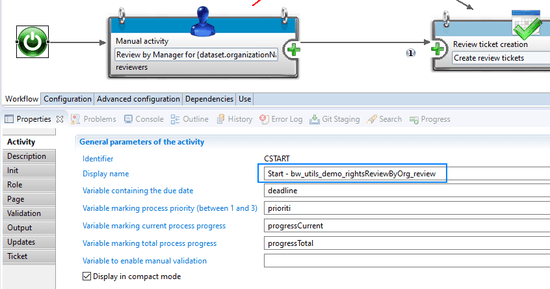 Manual activity
Review by Manager for {dataset.organizationNa
reviewers
1
Review ticket creation
Create review tickets
Workflow Configuration Advanced configuration Dependencies Use
Properties Problems Console Outline History Error Log Git Staging Search Progress
Activity
Description
Init
Role
Page
Validation
Output
Updates
Ticket
General parameters of the activity
Identifier CSTART
Display name Start - bw_utils_demo_rightsReviewByOrg_review
Variable containing the due date deadline
Variable marking process priority (between 1 and 3) prioriti
Variable marking current process progress progressCurrent
Variable marking total process progress progressTotal
Variable to enable manual validation
Display in compact mode